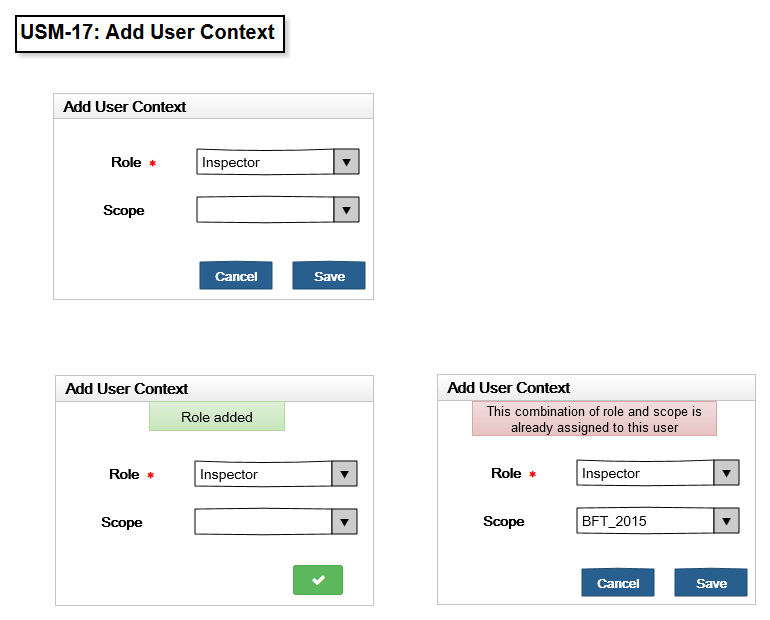 USM-17: Add User Context
Add User Context
Role *
Inspector
Scope
Cancel
Save
Add User Context
Role added
Role *
Inspector
Scope
Add User Context
This combination of role and scope is
already assigned to this user
Role *
Inspector
Scope
BFT_2015
Cancel
Save